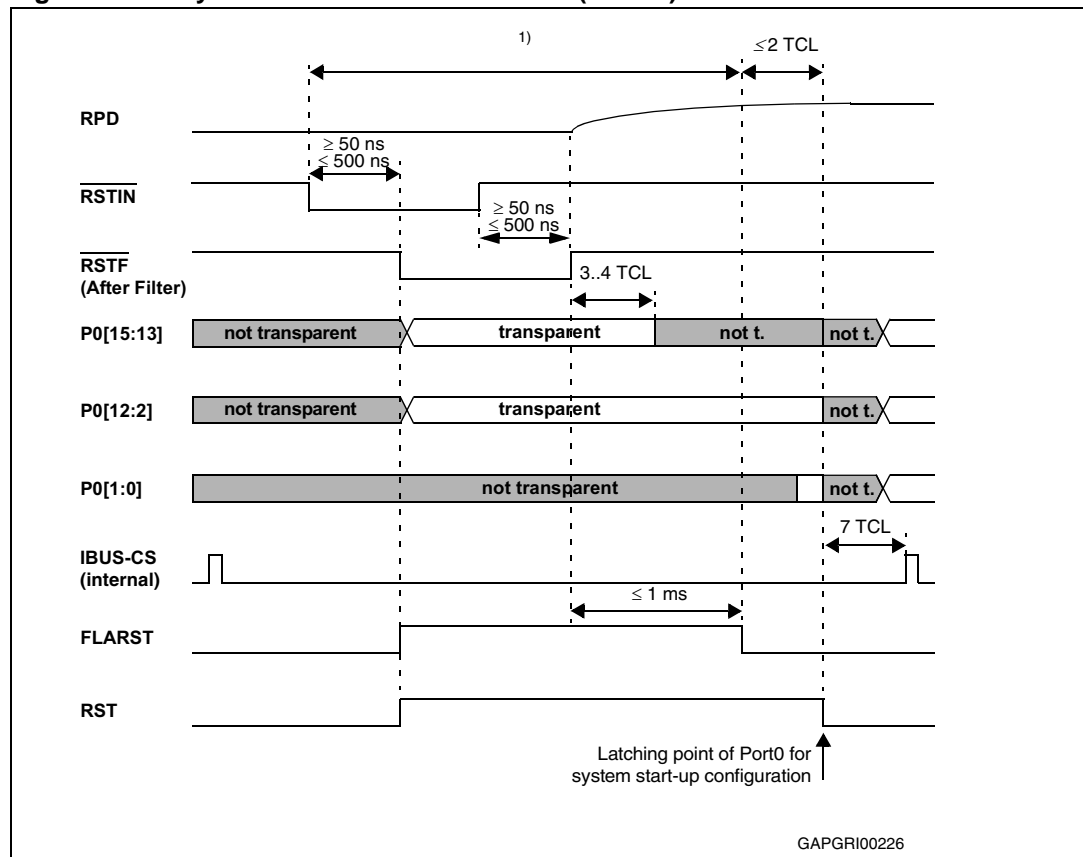 1)
≤2 TCL
RPD
≥ 50 ns
≤ 500 ns
RSTIN
≥ 50 ns
≤ 500 ns
RSTF
(After Filter)
3..4 TCL
P0[15:13]
not transparent
transparent
not t.
not t.
P0[12:2]
not transparent
transparent
not t.
P0[1:0]
not transparent
not t.
7 TCL
IBUS-CS
(internal)
≤ 1 ms
FLARST
RST
Latching point of Port0 for
system start-up configuration
GAPGRI00226